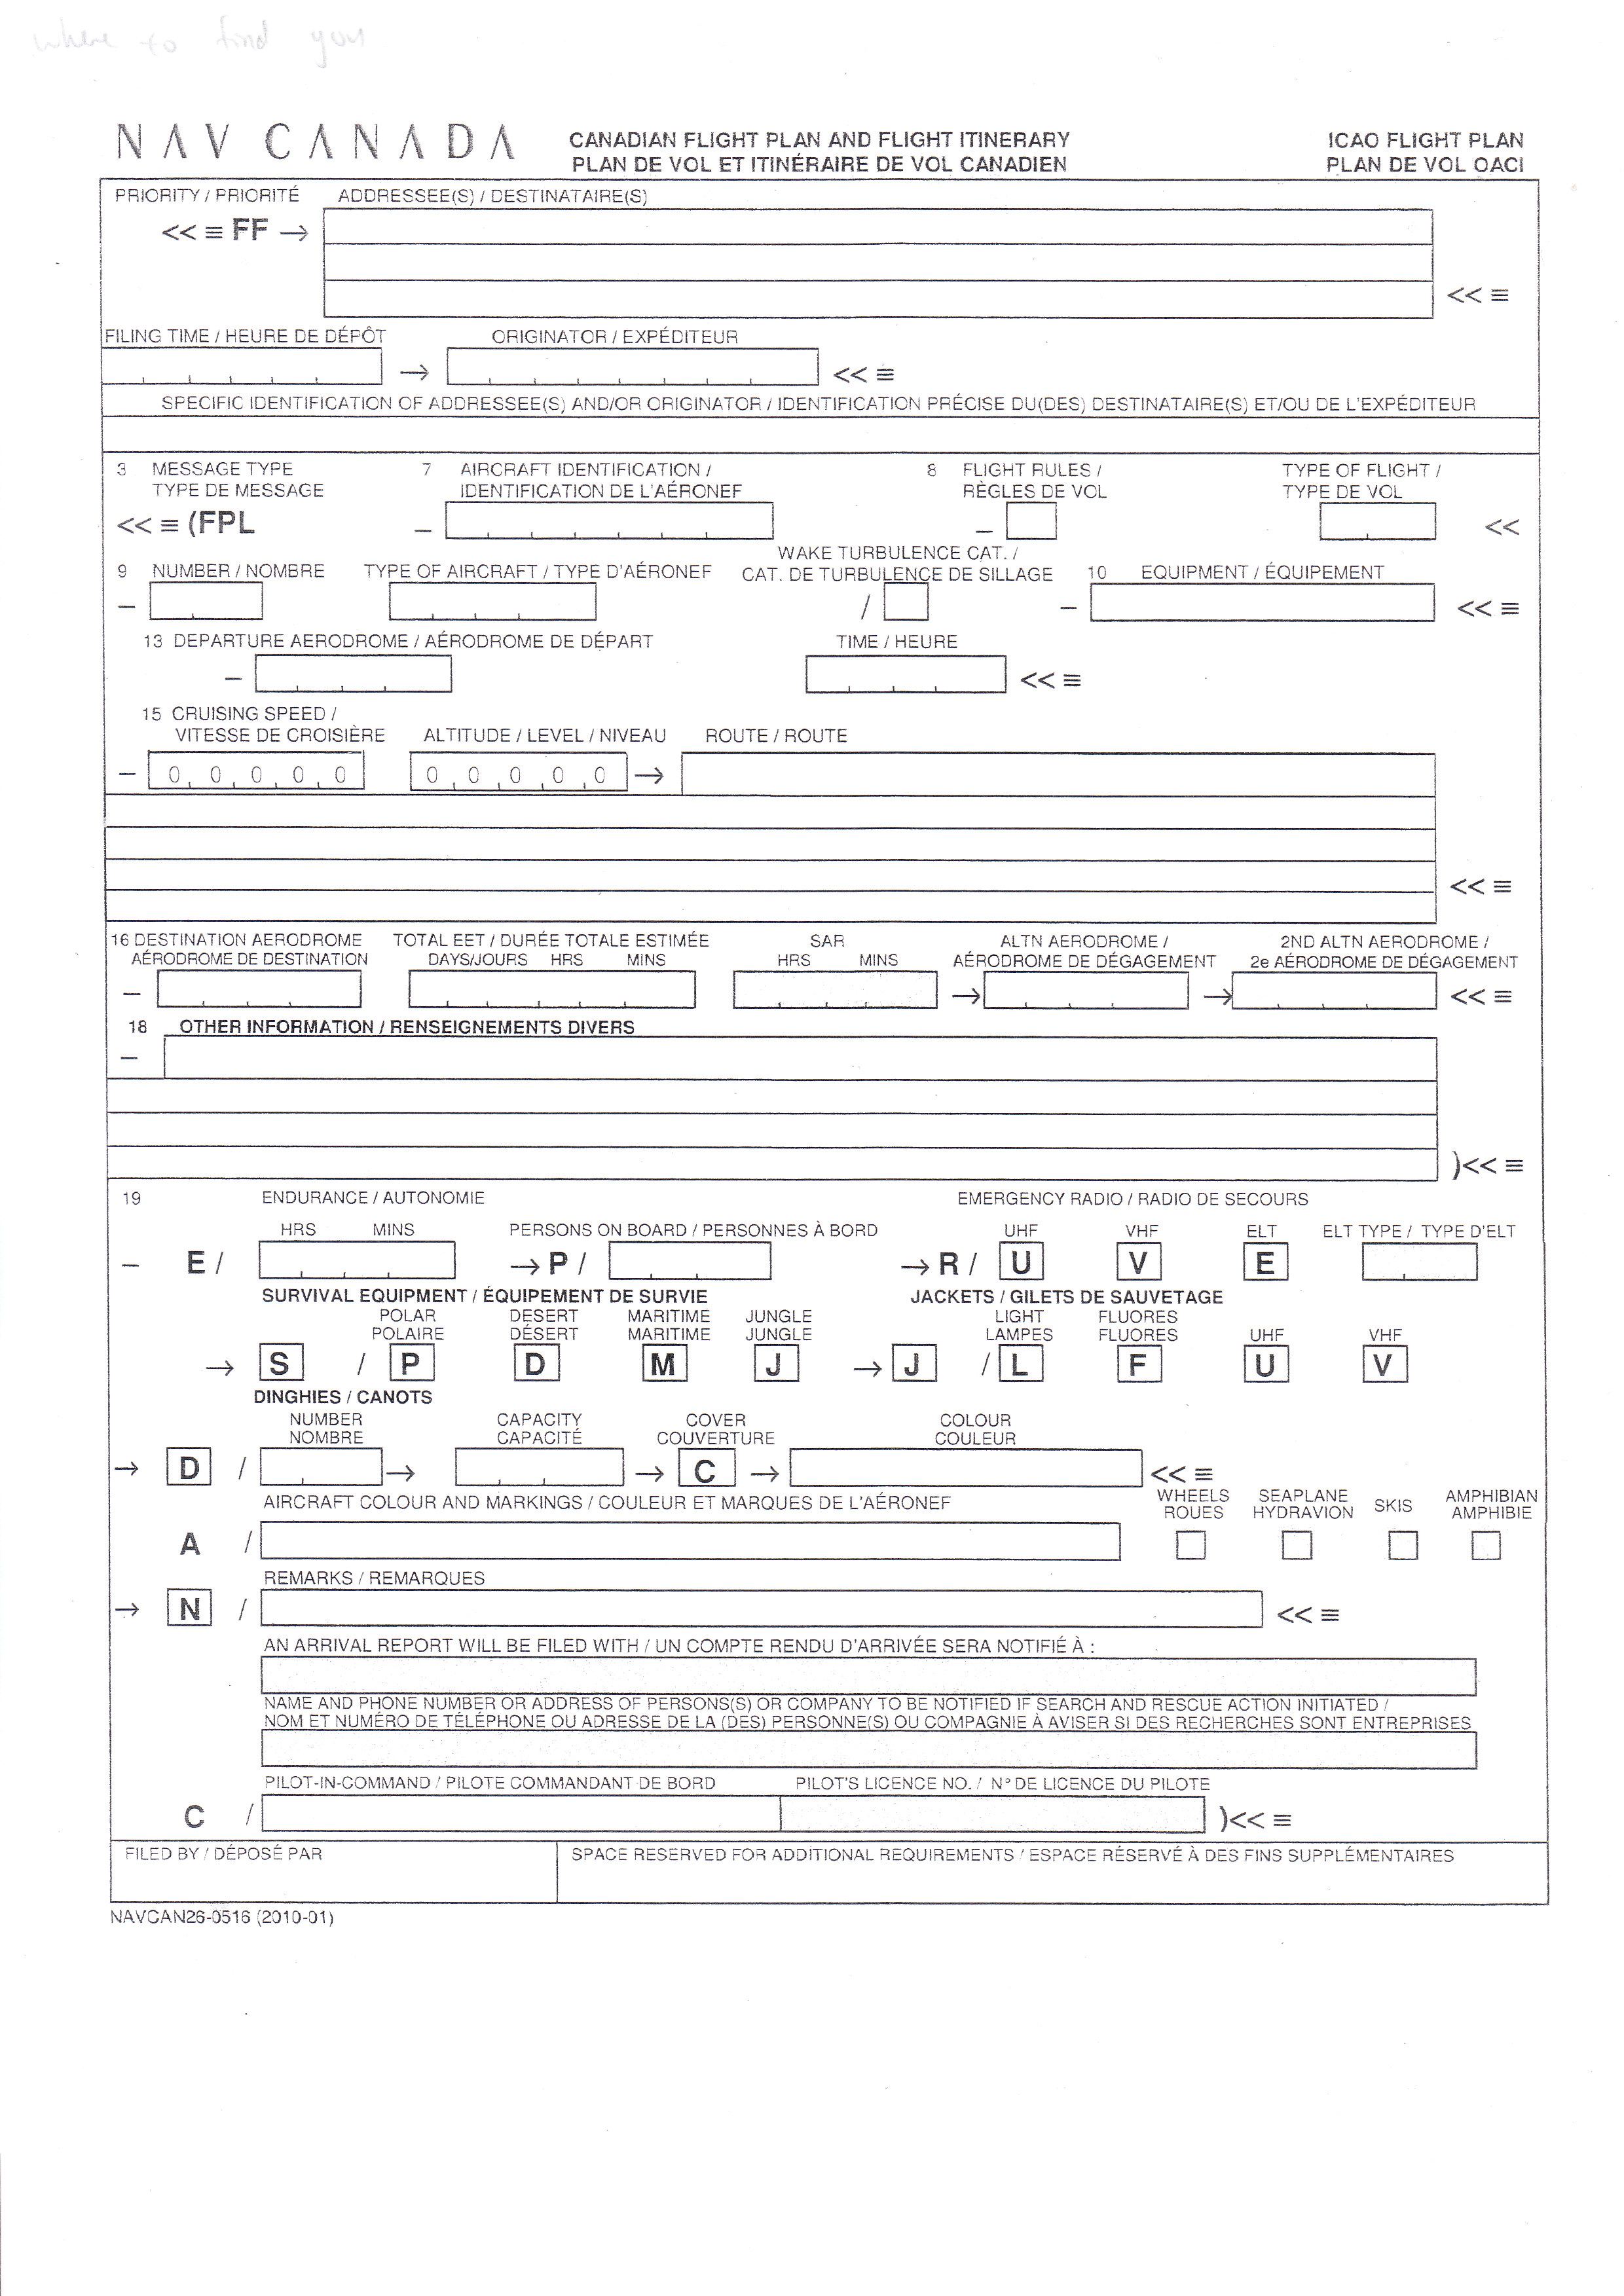 where to find you
NAV CANADA
CANADIAN FLIGHT PLAN AND FLIGHT ITINERARY
PLAN DE VOL ET ITINÉRAIRE DE VOL CANADIEN
ICAO FLIGHT PLAN
PLAN DE VOL OACI
PRIORITY / PRIORITÉ
ADDRESSEE(S) / DESTINATAIRE(S)
<< ≡ FF →
<< ≡
FILING TIME / HEURE DE DÉPÔT
ORIGINATOR / EXPÉDITEUR
→ << ≡
SPECIFIC IDENTIFICATION OF ADDRESSEE(S) AND/OR ORIGINATOR / IDENTIFICATION PRÉCISE DU(DES) DESTINATAIRE(S) ET/OU DE L'EXPÉDITEUR
3 MESSAGE TYPE
TYPE DE MESSAGE
<< ≡ (FPL
7 AIRCRAFT IDENTIFICATION /
IDENTIFICATION DE L'AÉRONEF
–
8 FLIGHT RULES /
RÈGLES DE VOL
–
TYPE OF FLIGHT /
TYPE DE VOL
<<
9 NUMBER / NOMBRE
–
TYPE OF AIRCRAFT / TYPE D'AÉRONEF
WAKE TURBULENCE CAT. /
CAT. DE TURBULENCE DE SILLAGE
/
10 EQUIPMENT / ÉQUIPEMENT
– << ≡
13 DEPARTURE AERODROME / AÉRODROME DE DÉPART
–
TIME / HEURE
<< ≡
15 CRUISING SPEED /
VITESSE DE CROISIÈRE
ALTITUDE / LEVEL / NIVEAU
ROUTE / ROUTE
– 0 0 0 0 0
0 0 0 0 0 →
<< ≡
16 DESTINATION AERODROME
AÉRODROME DE DESTINATION
–
TOTAL EET / DURÉE TOTALE ESTIMÉE
DAYS/JOURS HRS MINS
SAR
HRS MINS
→
ALTN AERODROME /
AÉRODROME DE DÉGAGEMENT
→
2ND ALTN AERODROME /
2e AÉRODROME DE DÉGAGEMENT
<< ≡
18 OTHER INFORMATION / RENSEIGNEMENTS DIVERS
–
)<< ≡
19 ENDURANCE / AUTONOMIE
EMERGENCY RADIO / RADIO DE SECOURS
HRS MINS
PERSONS ON BOARD / PERSONNES À BORD
UHF VHF ELT ELT TYPE / TYPE D'ELT
– E / → P / → R / U V E
SURVIVAL EQUIPMENT / ÉQUIPEMENT DE SURVIE
JACKETS / GILETS DE SAUVETAGE
POLAR DESERT MARITIME JUNGLE LIGHT FLUORES
POLAIRE DÉSERT MARITIME JUNGLE LAMPES FLUORES UHF VHF
→ S / P D M J → J / L F U V
DINGHIES / CANOTS
NUMBER CAPACITY COVER COLOUR
NOMBRE CAPACITÉ COUVERTURE COULEUR
→ D / → → C → << ≡
AIRCRAFT COLOUR AND MARKINGS / COULEUR ET MARQUES DE L'AÉRONEF
WHEELS SEAPLANE SKIS AMPHIBIAN
ROUES HYDRAVION AMPHIBIE
A /
REMARKS / REMARQUES
→ N / << ≡
AN ARRIVAL REPORT WILL BE FILED WITH / UN COMPTE RENDU D'ARRIVÉE SERA NOTIFIÉ À :
NAME AND PHONE NUMBER OR ADDRESS OF PERSONS(S) OR COMPANY TO BE NOTIFIED IF SEARCH AND RESCUE ACTION INITIATED /
NOM ET NUMÉRO DE TÉLÉPHONE OU ADRESSE DE LA (DES) PERSONNE(S) OU COMPAGNIE À AVISER SI DES RECHERCHES SONT ENTREPRISES
PILOT-IN-COMMAND / PILOTE COMMANDANT DE BORD
PILOT'S LICENCE NO. / N° DE LICENCE DU PILOTE
C / )<< ≡
FILED BY / DÉPOSÉ PAR
SPACE RESERVED FOR ADDITIONAL REQUIREMENTS / ESPACE RÉSERVÉ À DES FINS SUPPLÉMENTAIRES
NAVCAN26-0516 (2010-01)